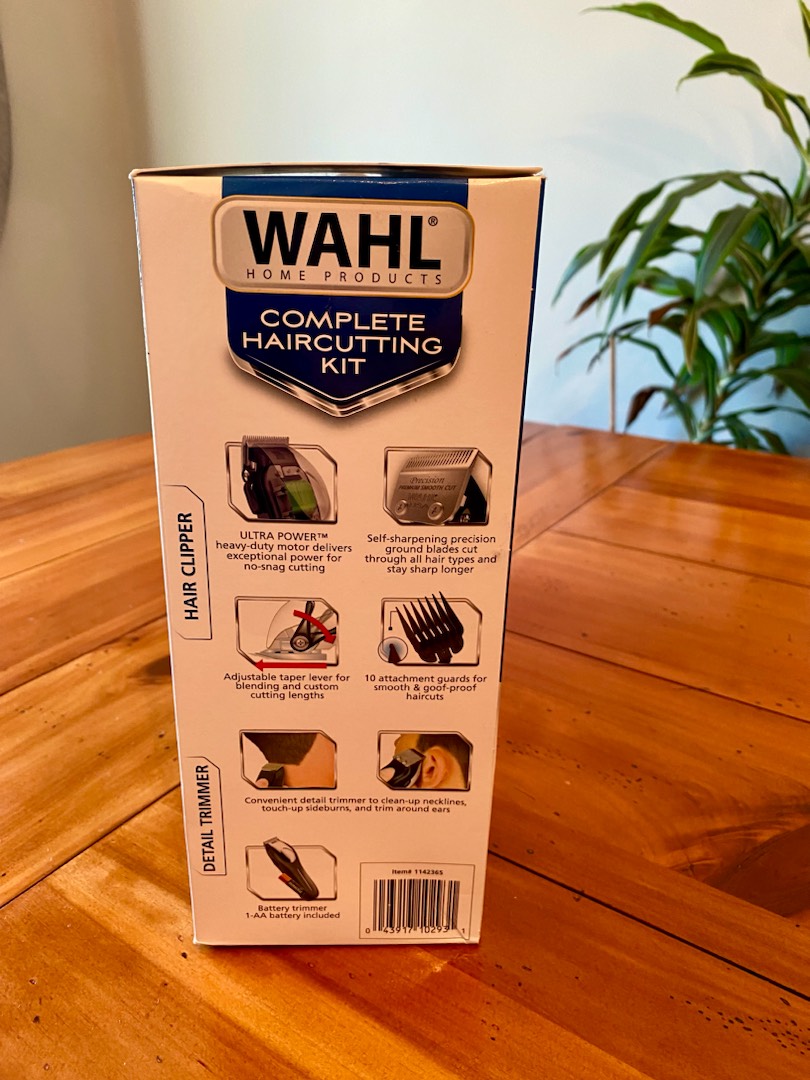 WAHL®
HOME PRODUCTS
COMPLETE
HAIRCUTTING
KIT
HAIR CLIPPER
ULTRA POWER™
heavy-duty motor delivers
exceptional power for
no-snag cutting
Precision
PREMIUM SMOOTH CUT
WAHL
Self-sharpening precision
ground blades cut
through all hair types and
stay sharp longer
Adjustable taper lever for
blending and custom
cutting lengths
10 attachment guards for
smooth & goof-proof
haircuts
DETAIL TRIMMER
Convenient detail trimmer to clean-up necklines,
touch-up sideburns, and trim around ears
Battery trimmer
1-AA battery included
Item# 1142365
0 43917 10293 1